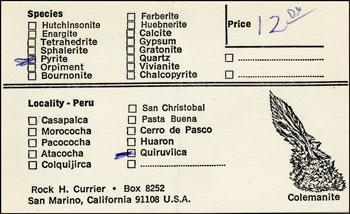 Species
Hutchinsonite
Enargite
Tetrahedrite
Sphalerite
Pyrite
Orpiment
Bournonite
Ferberite
Huebnerite
Calcite
Gypsum
Gratonite
Quartz
Vivianite
Chalcopyrite
Price 12
Locality - Peru
Casapalca
Morococha
Pacococha
Atacocha
Colquijirca
San Christobal
Pasta Buena
Cerro de Pasco
Huaron
Quiruvilca
Rock H. Currier • Box 8252
San Marino, California 91108 U.S.A.
Colemanite